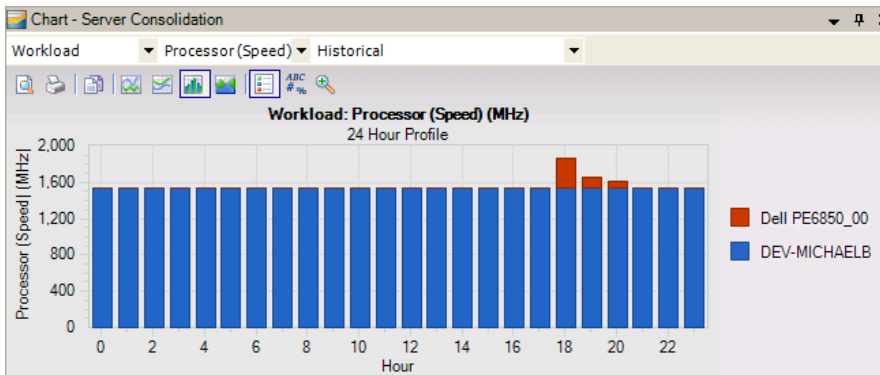 Chart - Server Consolidation
Workload Processor (Speed) Historical
ABC
#%
Workload: Processor (Speed) (MHz)
24 Hour Profile
2,000
1,600
1,200
800
400
0
Processor (Speed) (MHz)
0 2 4 6 8 10 12 14 16 18 20 22
Hour
Dell PE6850_00
DEV-MICHAELB